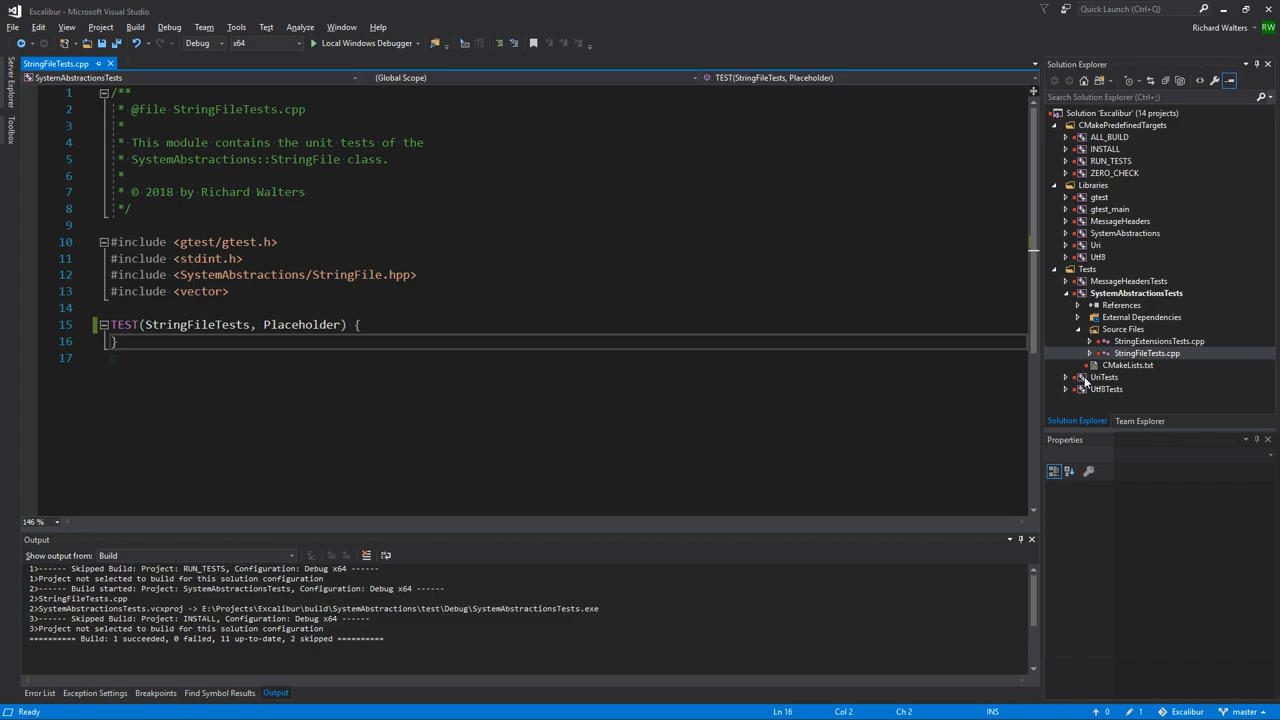 Excalibur - Microsoft Visual Studio
Quick Launch (Ctrl+Q)
File Edit View Project Build Debug Team Tools Test Analyze Window Help
Richard Walters RW
Debug x64 Local Windows Debugger
Server Explorer
Toolbox
StringFileTests.cpp
SystemAbstractionsTests (Global Scope) TEST(StringFileTests, Placeholder)
1 /**
2 * @file StringFileTests.cpp
3 *
4 * This module contains the unit tests of the
5 * SystemAbstractions::StringFile class.
6 *
7 * © 2018 by Richard Walters
8 */
9
10 #include <gtest/gtest.h>
11 #include <stdint.h>
12 #include <SystemAbstractions/StringFile.hpp>
13 #include <vector>
14
15 TEST(StringFileTests, Placeholder) {
16 }
17
146 %
Output
Show output from: Build
1>------ Skipped Build: Project: RUN_TESTS, Configuration: Debug x64 ------
1>Project not selected to build for this solution configuration
2>------ Build started: Project: SystemAbstractionsTests, Configuration: Debug x64 ------
2>StringFileTests.cpp
2>SystemAbstractionsTests.vcxproj -> E:\Projects\Excalibur\build\SystemAbstractions\test\Debug\SystemAbstractionsTests.exe
3>------ Skipped Build: Project: INSTALL, Configuration: Debug x64 ------
3>Project not selected to build for this solution configuration
========== Build: 1 succeeded, 0 failed, 11 up-to-date, 2 skipped ==========
Error List Exception Settings Breakpoints Find Symbol Results Output
Solution Explorer
Search Solution Explorer (Ctrl+;)
Solution 'Excalibur' (14 projects)
CMakePredefinedTargets
ALL_BUILD
INSTALL
RUN_TESTS
ZERO_CHECK
Libraries
gtest
gtest_main
MessageHeaders
SystemAbstractions
Uri
Utf8
Tests
MessageHeadersTests
SystemAbstractionsTests
References
External Dependencies
Source Files
StringExtensionsTests.cpp
StringFileTests.cpp
CMakeLists.txt
UriTests
Utf8Tests
Solution Explorer Team Explorer
Properties
Ready Ln 16 Col 2 Ch 2 INS 0 1 Excalibur master